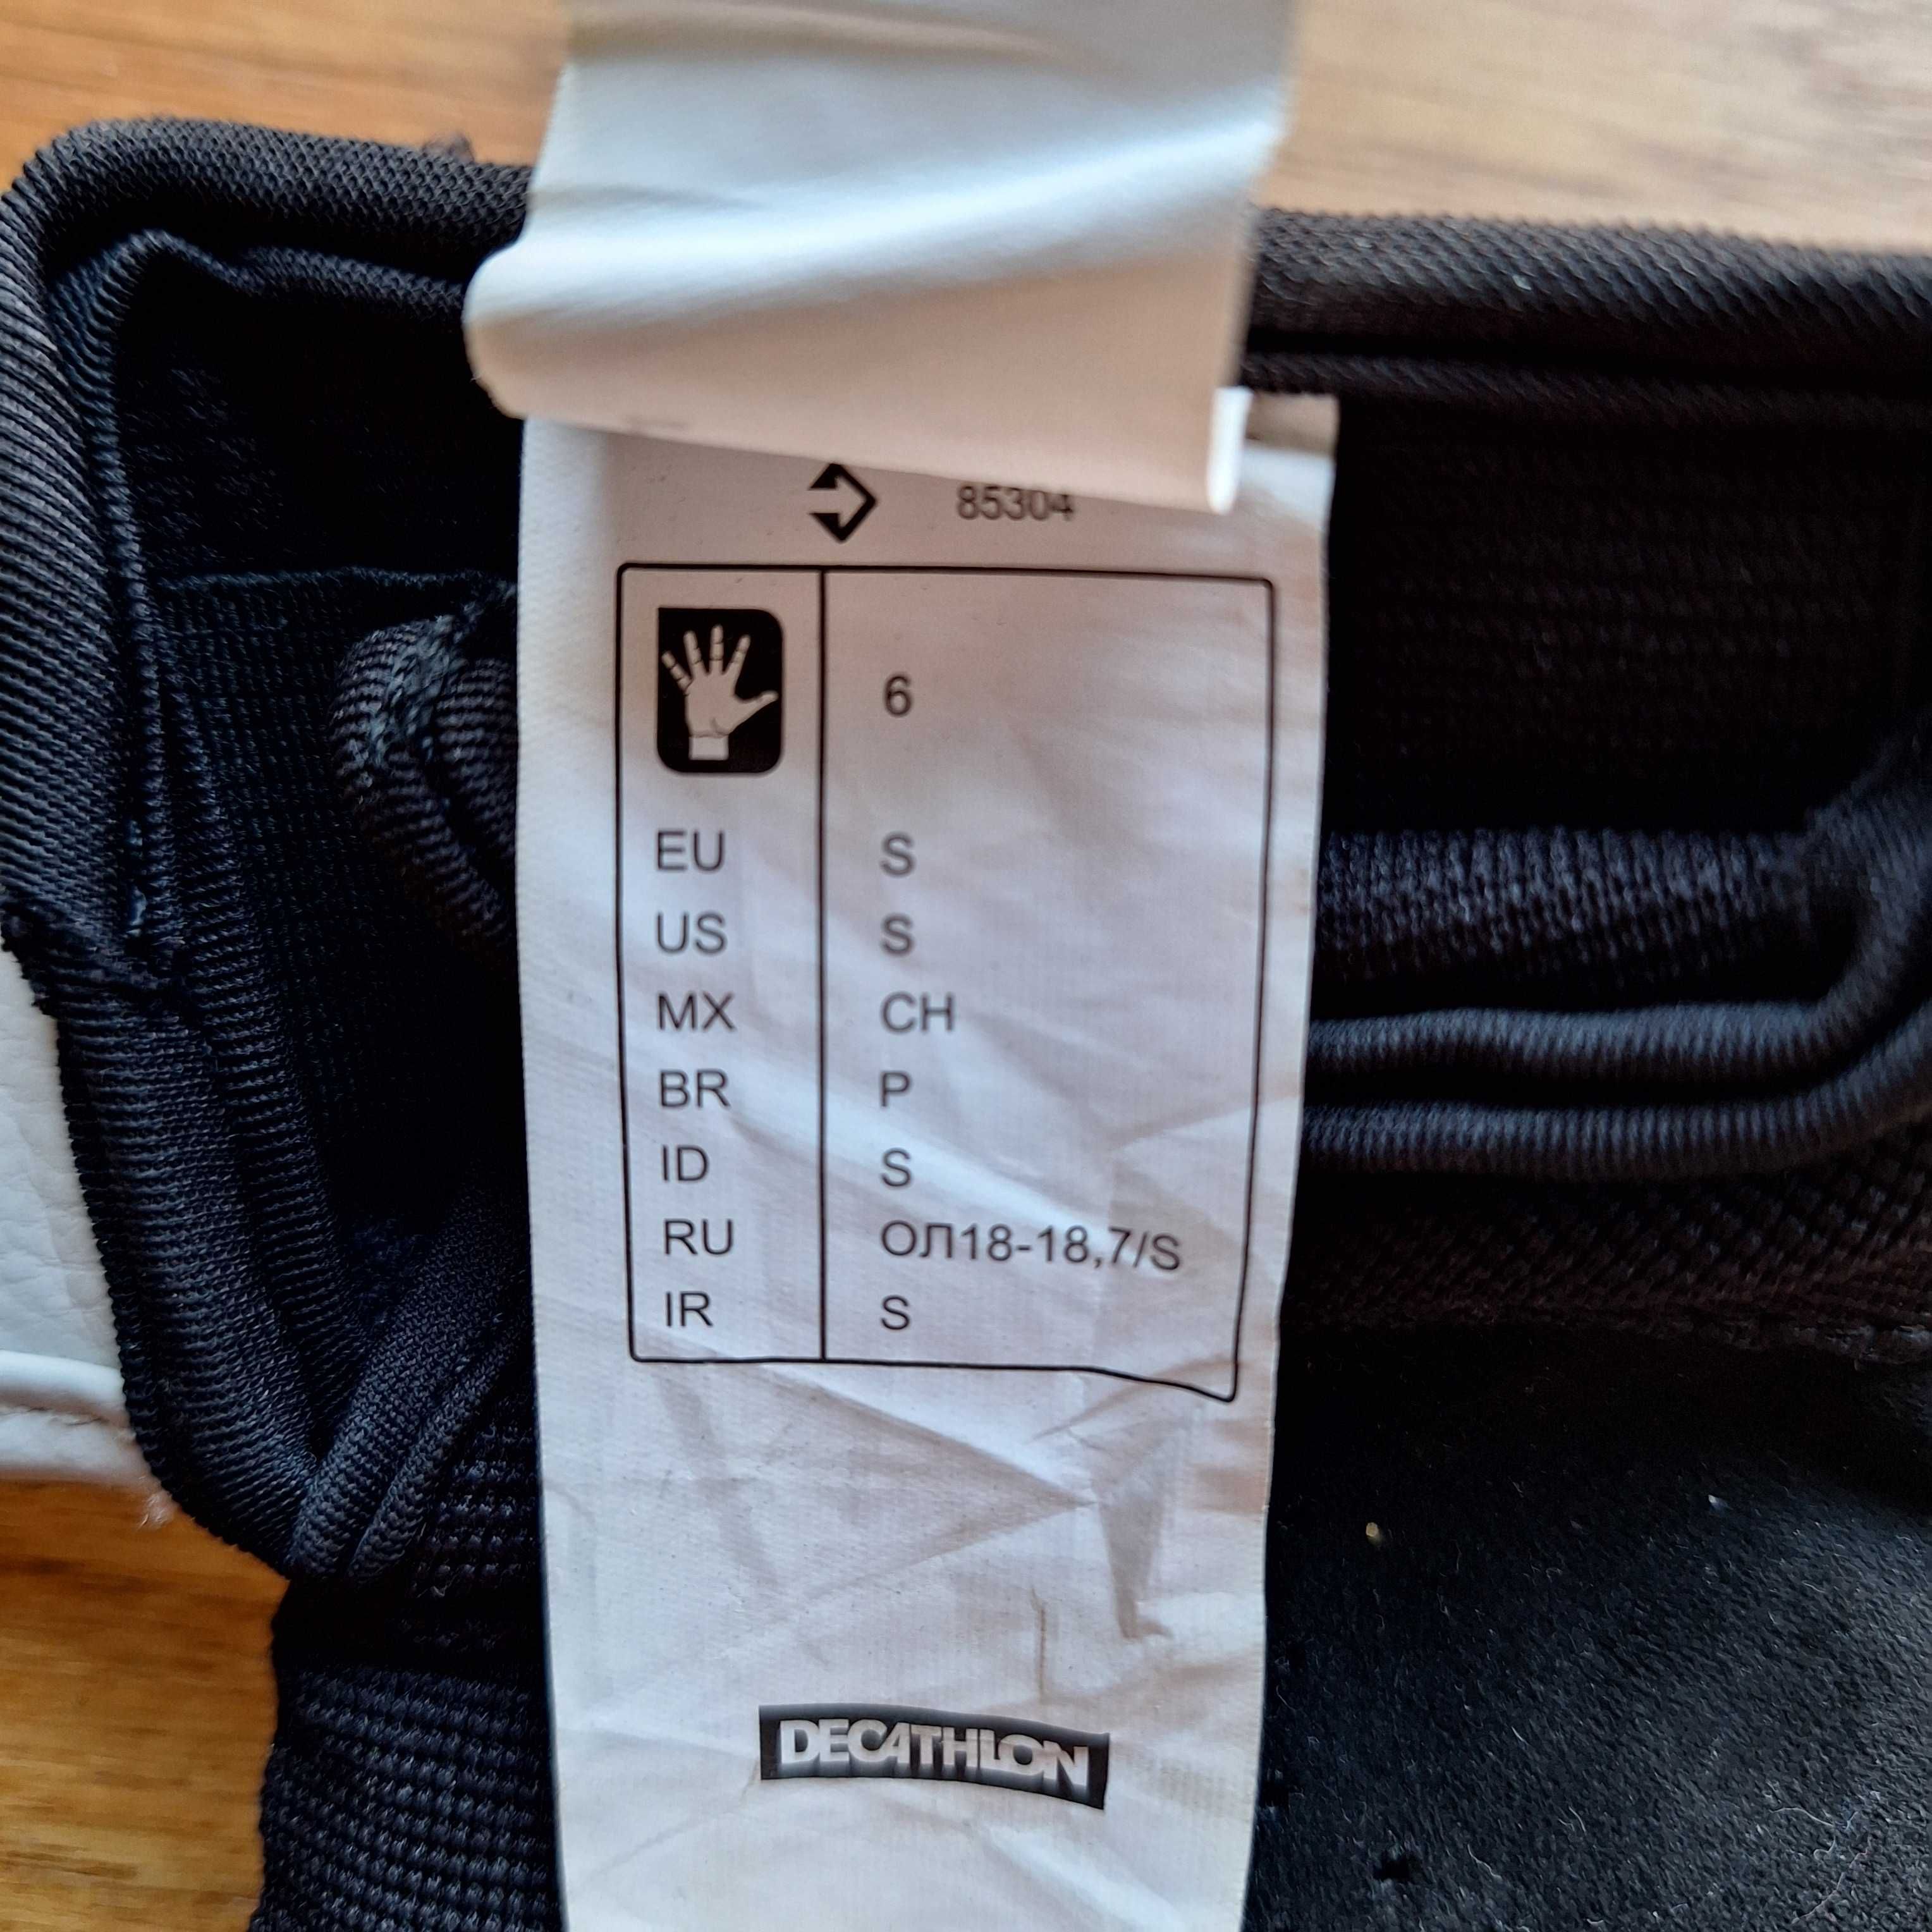 85304
6
EU S
US S
MX CH
BR P
ID S
RU ОЛ18-18,7/S
IR S
DECATHLON